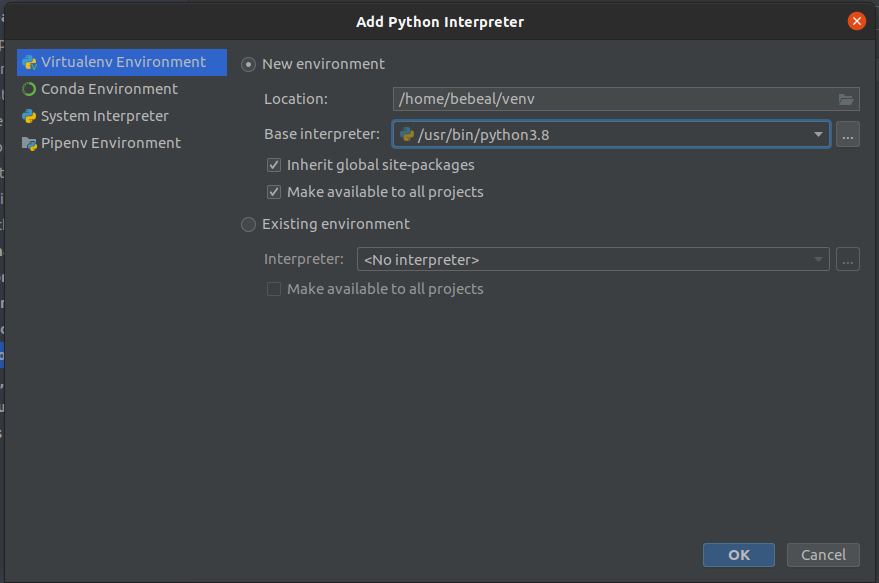 Add Python Interpreter
Virtualenv Environment
Conda Environment
System Interpreter
Pipenv Environment
New environment
Location: /home/bebeal/venv
Base interpreter: /usr/bin/python3.8 ...
Inherit global site-packages
Make available to all projects
Existing environment
Interpreter: <No interpreter> ...
Make available to all projects
OK Cancel